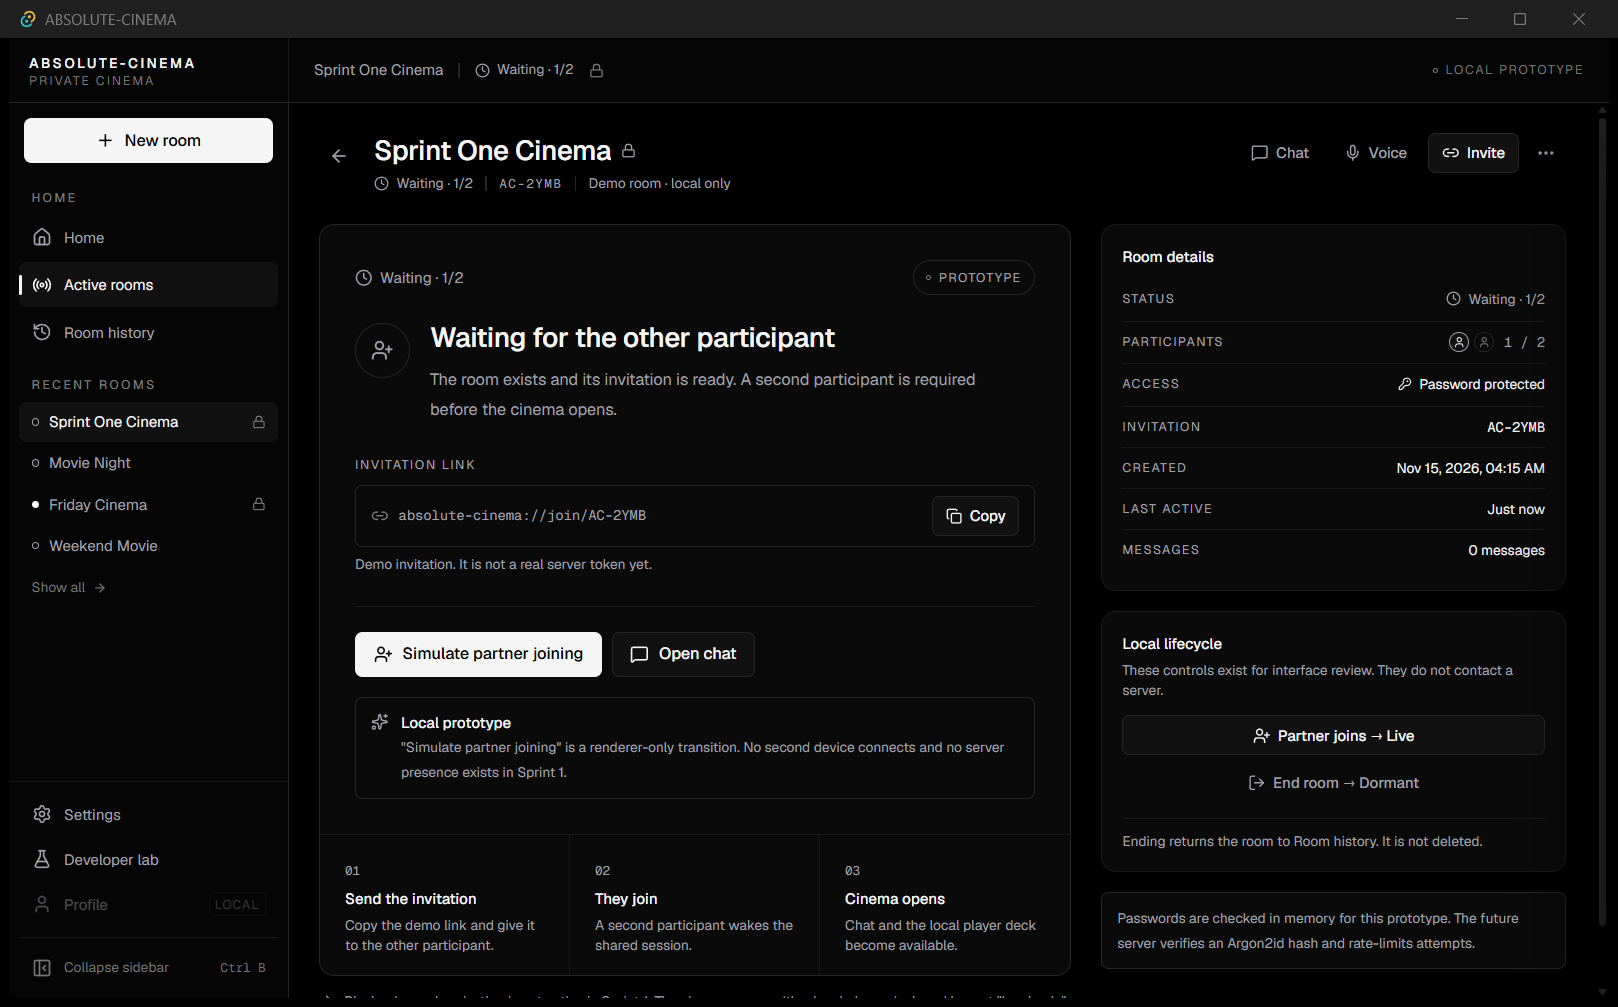 ABSOLUTE-CINEMA
ABSOLUTE-CINEMA
PRIVATE CINEMA
Sprint One Cinema
Waiting · 1/2
LOCAL PROTOTYPE
New room
HOME
Home
Active rooms
Room history
RECENT ROOMS
Sprint One Cinema
Movie Night
Friday Cinema
Weekend Movie
Show all →
Settings
Developer lab
Profile
LOCAL
Collapse sidebar
Ctrl B
Sprint One Cinema
Waiting · 1/2
AC-2YMB
Demo room · local only
Chat
Voice
Invite
Waiting · 1/2
PROTOTYPE
Waiting for the other participant
The room exists and its invitation is ready. A second participant is required
before the cinema opens.
INVITATION LINK
absolute-cinema://join/AC-2YMB
Copy
Demo invitation. It is not a real server token yet.
Simulate partner joining
Open chat
Local prototype
"Simulate partner joining" is a renderer-only transition. No second device connects and no server
presence exists in Sprint 1.
01
Send the invitation
Copy the demo link and give it
to the other participant.
02
They join
A second participant wakes the
shared session.
03
Cinema opens
Chat and the local player deck
become available.
Room details
STATUS
Waiting · 1/2
PARTICIPANTS
1 / 2
ACCESS
Password protected
INVITATION
AC-2YMB
CREATED
Nov 15, 2026, 04:15 AM
LAST ACTIVE
Just now
MESSAGES
0 messages
Local lifecycle
These controls exist for interface review. They do not contact a
server.
Partner joins → Live
End room → Dormant
Ending returns the room to Room history. It is not deleted.
Passwords are checked in memory for this prototype. The future
server verifies an Argon2id hash and rate-limits attempts.